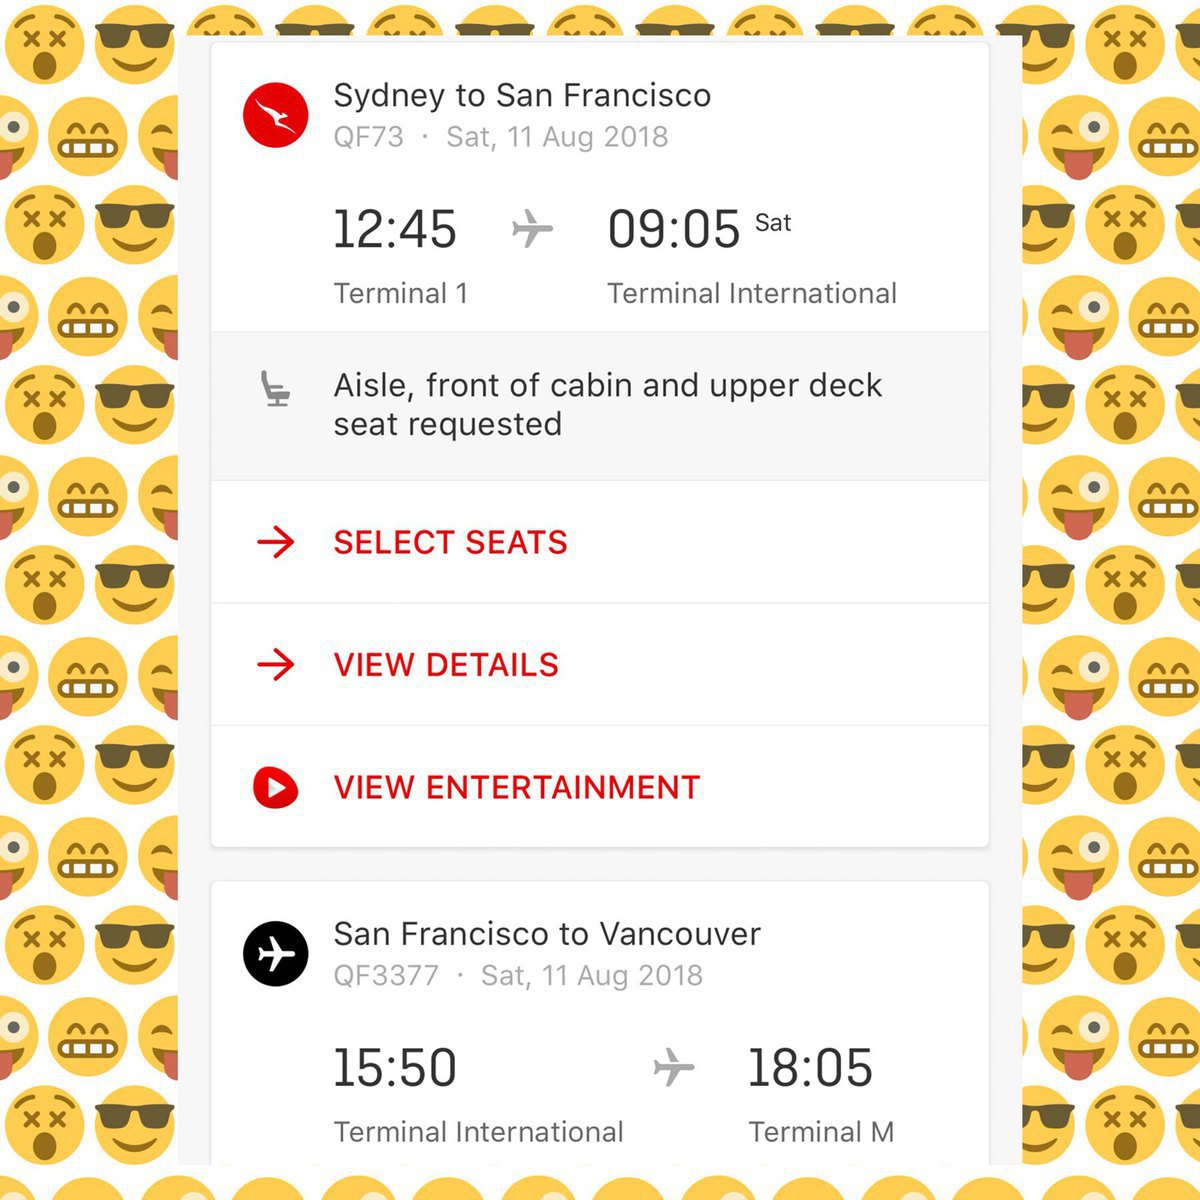 Sydney to San Francisco
QF73 · Sat, 11 Aug 2018
12:45 09:05 Sat
Terminal 1 Terminal International
Aisle, front of cabin and upper deck
seat requested
SELECT SEATS
VIEW DETAILS
VIEW ENTERTAINMENT
San Francisco to Vancouver
QF3377 · Sat, 11 Aug 2018
15:50 18:05
Terminal International Terminal M